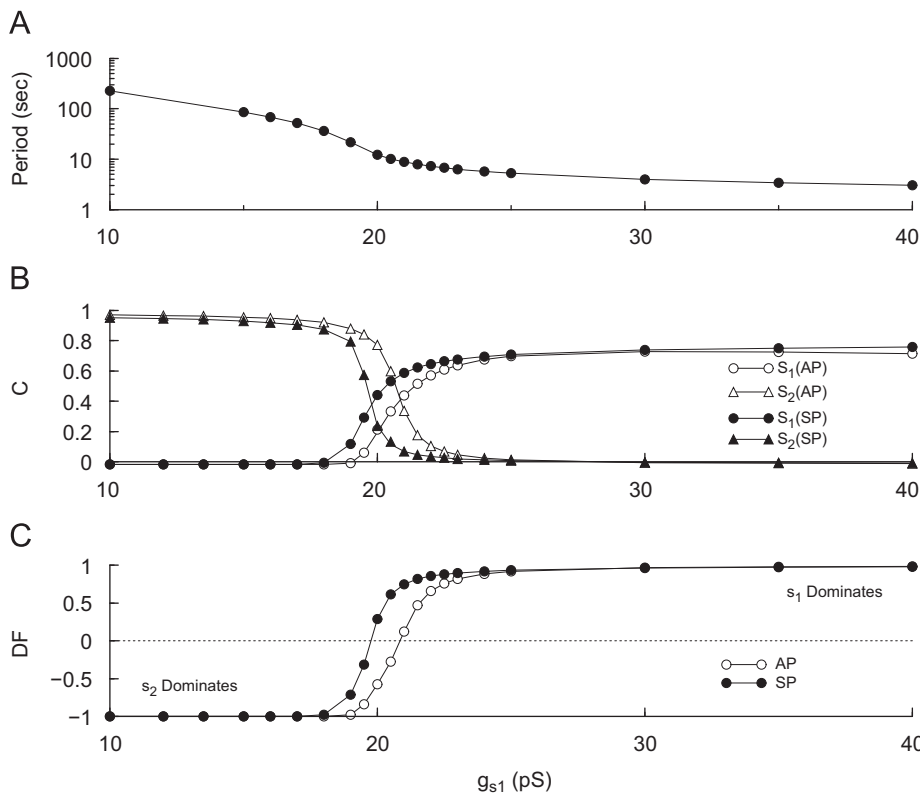 A
1000
100
10
1
Period (sec)
10 20 30 40
B
1
0.8
0.6
0.4
0.2
0
C
S1(AP)
S2(AP)
S1(SP)
S2(SP)
10 20 30 40
C
1
0.5
0
−0.5
−1
DF
s1 Dominates
s2 Dominates
AP
SP
10 20 30 40
gs1 (pS)